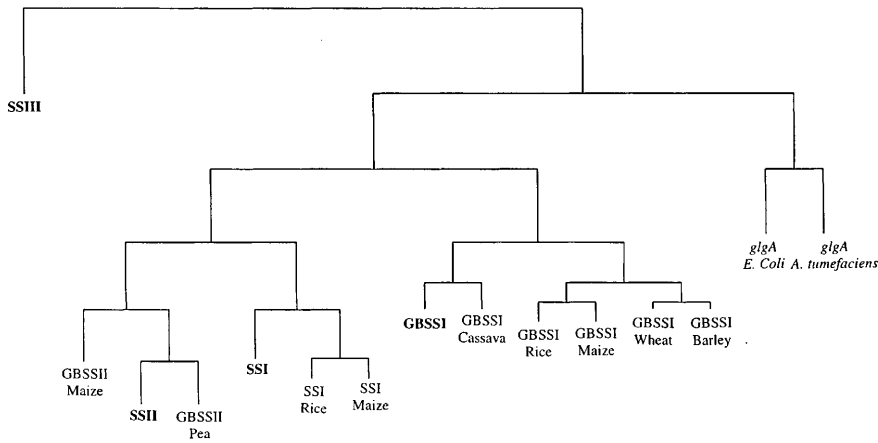 SSIII
glgA
E. Coli
glgA
A. tumefaciens
GBSSI
GBSSI
Cassava
GBSSI
Rice
GBSSI
Maize
GBSSI
Wheat
GBSSI
Barley
GBSSII
Maize
SSII
GBSSII
Pea
SSI
SSI
Rice
SSI
Maize